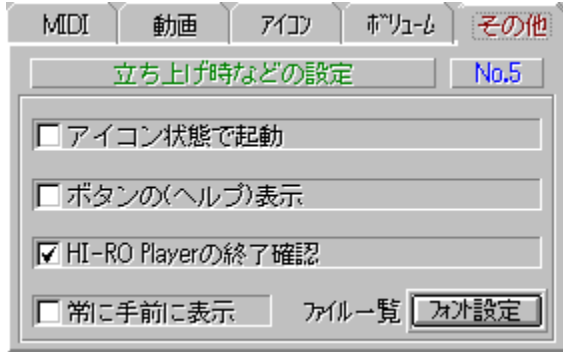 MIDI 動画 ｱｲｺﾝ ﾎﾞﾘｭｰﾑ その他
立ち上げ時などの設定 No.5
アイコン状態で起動
ボタンの(ヘルプ)表示
HI-RO Playerの終了確認
常に手前に表示 ﾌｧｲﾙ一覧 ﾌｫﾝﾄ設定